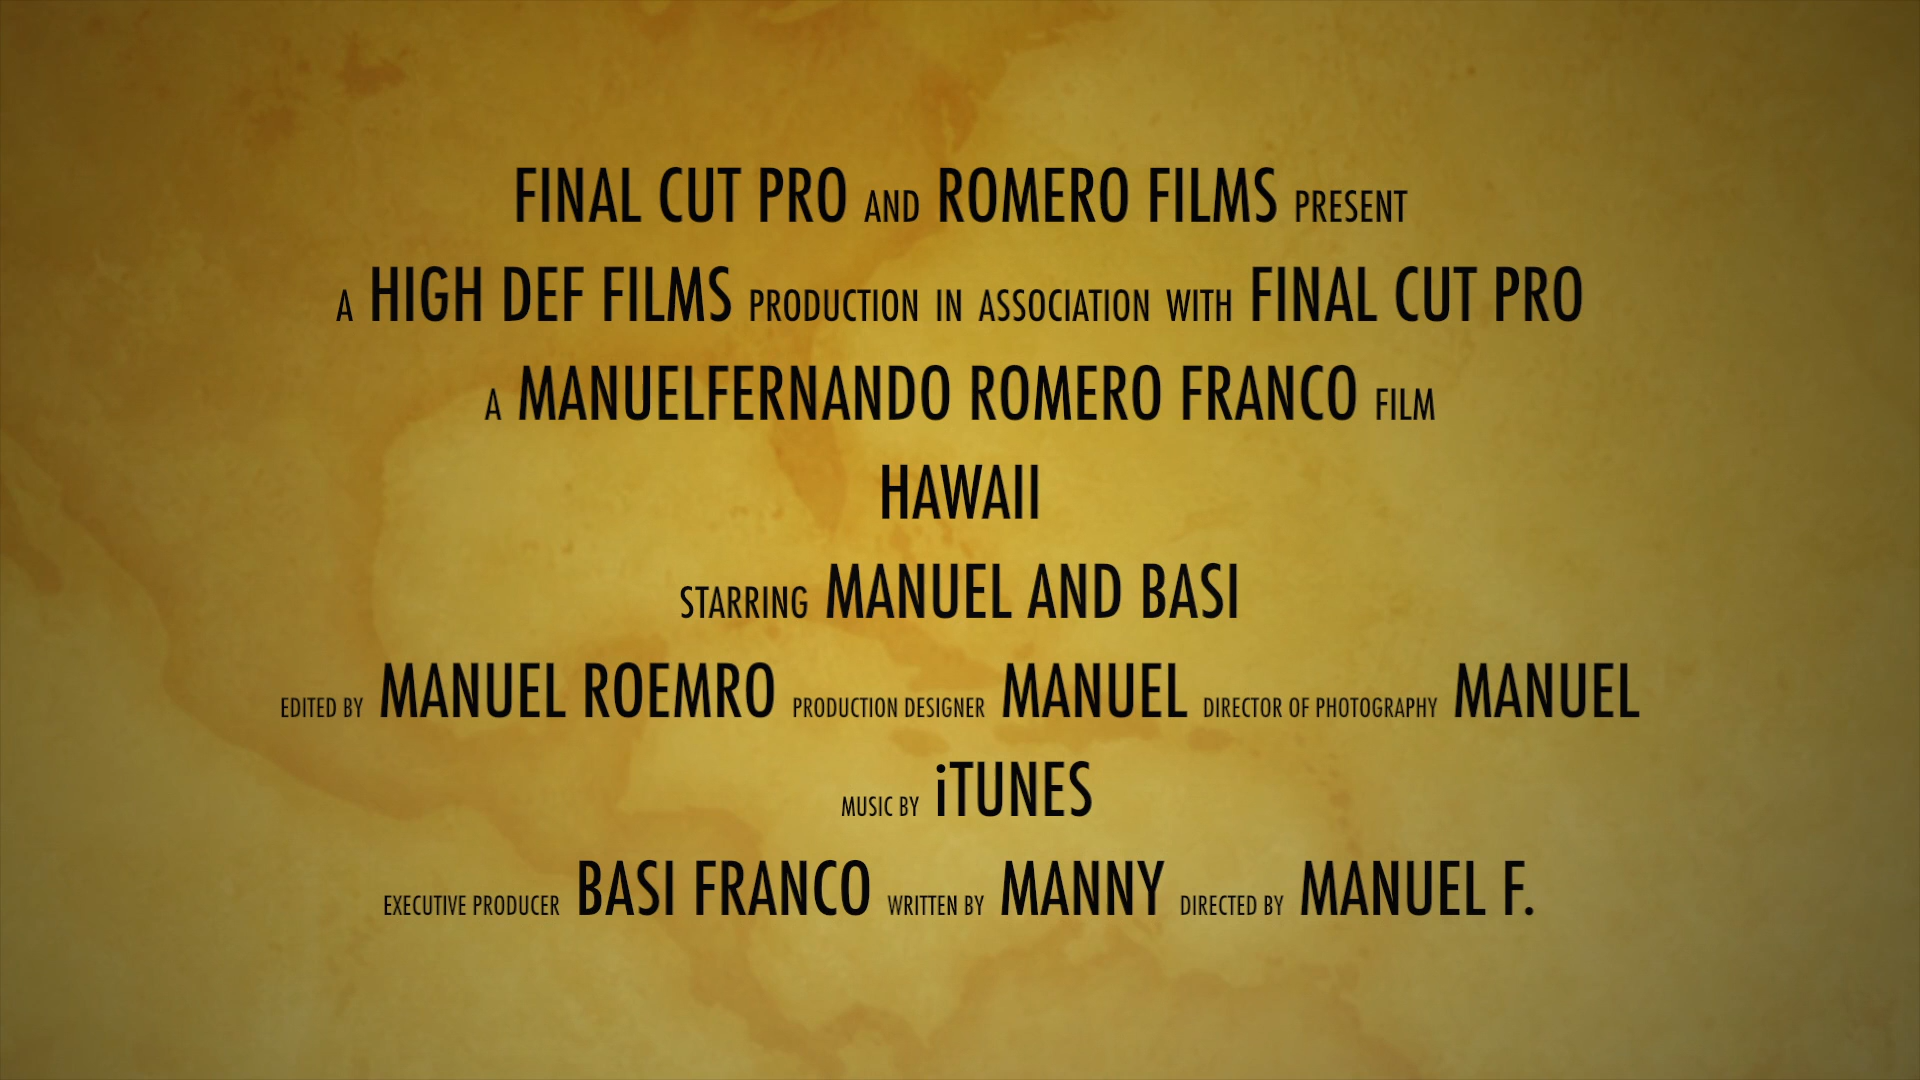 FINAL CUT PRO AND ROMERO FILMS PRESENT
A HIGH DEF FILMS PRODUCTION IN ASSOCIATION WITH FINAL CUT PRO
A MANUELFERNANDO ROMERO FRANCO FILM
HAWAII
STARRING MANUEL AND BASI
EDITED BY MANUEL ROEMRO PRODUCTION DESIGNER MANUEL DIRECTOR OF PHOTOGRAPHY MANUEL
MUSIC BY iTUNES
EXECUTIVE PRODUCER BASI FRANCO WRITTEN BY MANNY DIRECTED BY MANUEL F.